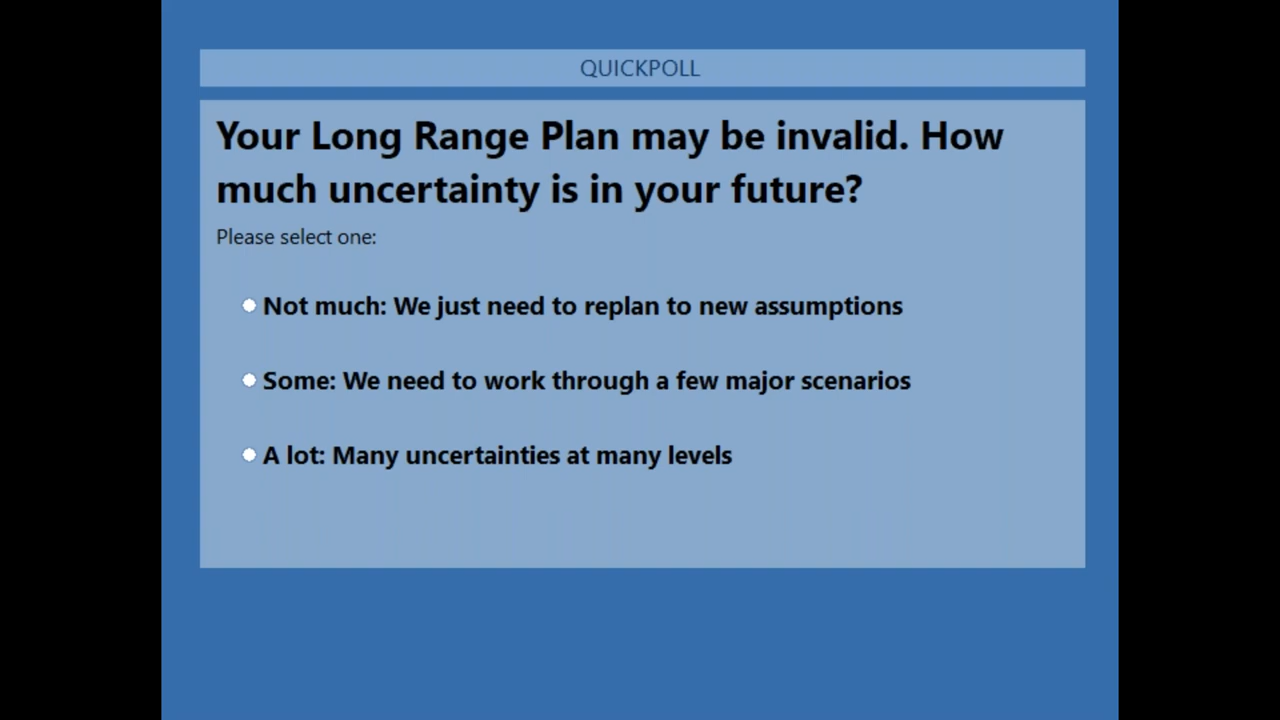 QUICKPOLL
Your Long Range Plan may be invalid. How
much uncertainty is in your future?
Please select one:
Not much: We just need to replan to new assumptions
Some: We need to work through a few major scenarios
A lot: Many uncertainties at many levels